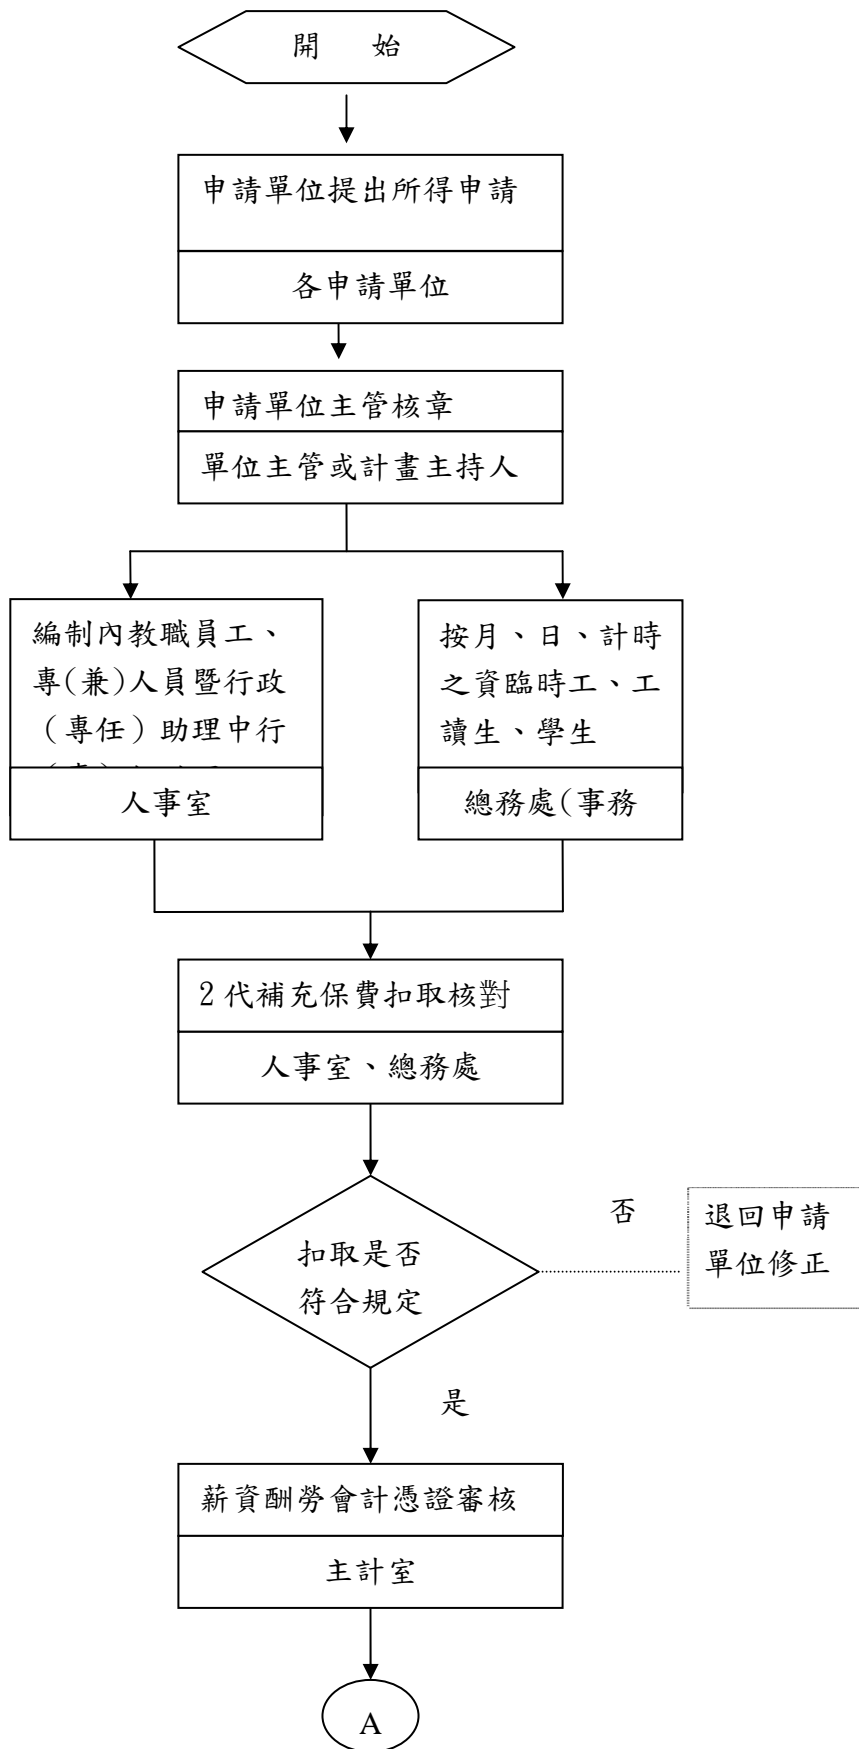 開 始
申請單位提出所得申請
各申請單位
申請單位主管核章
單位主管或計畫主持人
編制內教職員工、
專(兼)人員暨行政
（專任）助理中行
人事室
按月、日、計時
之資臨時工、工
讀生、學生
總務處(事務
2代補充保費扣取核對
人事室、總務處
扣取是否
符合規定
否
退回申請
單位修正
是
薪資酬勞會計憑證審核
主計室
A